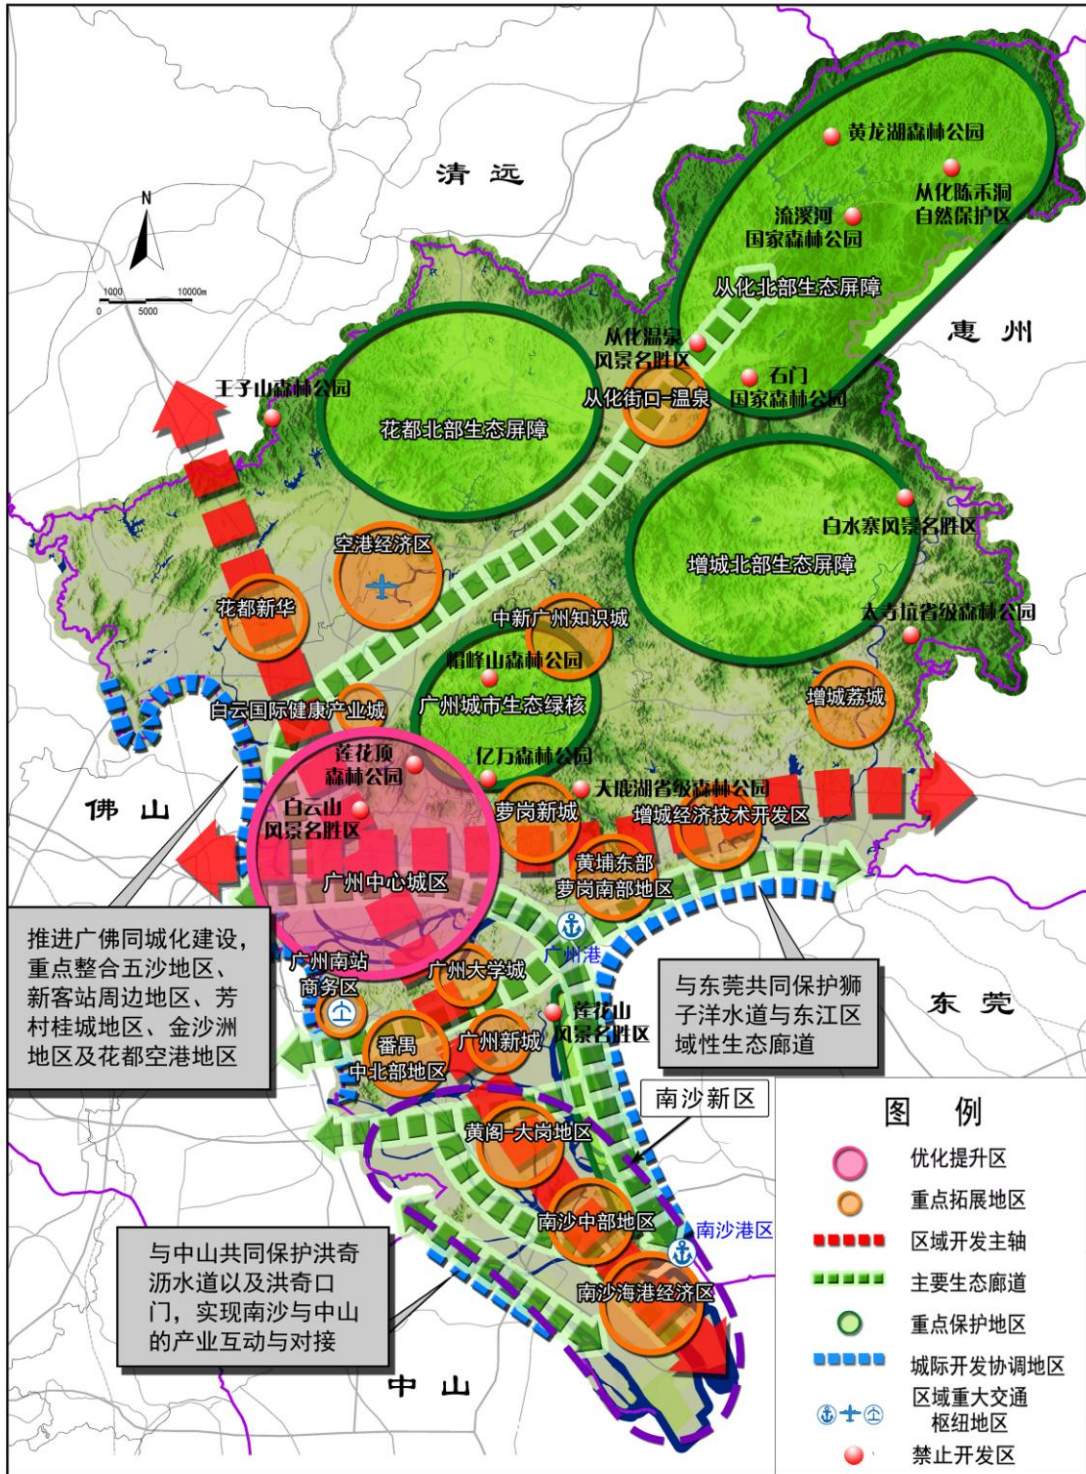 清远
黄龙湖森林公园
从化陈禾洞
自然保护区
流溪河
国家森林公园
N
1000
10000m
0
5000
从化北部生态屏障
惠州
从化温泉
风景名胜区
石门
国家森林公园
从化街口-温泉
王子山森林公园
花都北部生态屏障
白水寨风景名胜区
空港经济区
增城北部生态屏障
花都新华
中新广州知识城
太寺坑省级森林公园
帽峰山森林公园
增城荔城
白云国际健康产业城
广州城市生态绿核
莲花顶
森林公园
亿万森林公园
天鹿湖省级森林公园
佛山
白云山
风景名胜区
萝岗新城
增城经济技术开发区
黄埔东部
萝岗南部地区
广州中心城区
推进广佛同城化建设，
重点整合五沙地区、
新客站周边地区、芳
村桂城地区、金沙洲
地区及花都空港地区
广州港
广州南站
商务区
广州大学城
与东莞共同保护狮
子洋水道与东江区
域性生态廊道
东莞
莲花山
风景名胜区
番禺
中北部地区
广州新城
南沙新区
黄阁-大岗地区
南沙中部地区
南沙港区
南沙海港经济区
与中山共同保护洪奇
沥水道以及洪奇口
门，实现南沙与中山
的产业互动与对接
中山
图例
优化提升区
重点拓展地区
区域开发主轴
主要生态廊道
重点保护地区
城际开发协调地区
区域重大交通
枢纽地区
禁止开发区